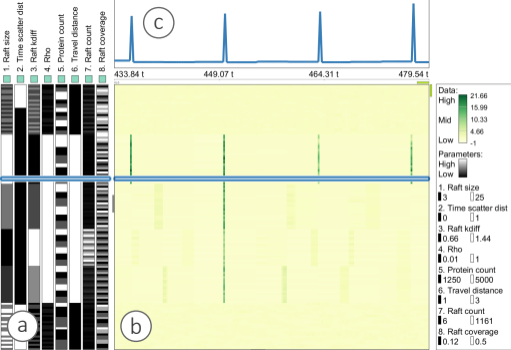 1. Raft size
2. Time scatter dist
3. Raft kdiff
4. Rho
5. Protein count
6. Travel distance
7. Raft count
8. Raft coverage
c
433.84 t
449.07 t
464.31 t
479.54 t
a
b
Data:
High 21.66
15.99
Mid 10.33
4.66
Low -1
Parameters:
High
Low
1. Raft size
3 25
2. Time scatter dist
0 1
3. Raft kdiff
0.66 1.44
4. Rho
0.01 1
5. Protein count
1250 5000
6. Travel distance
1 3
7. Raft count
6 1161
8. Raft coverage
0.12 0.5